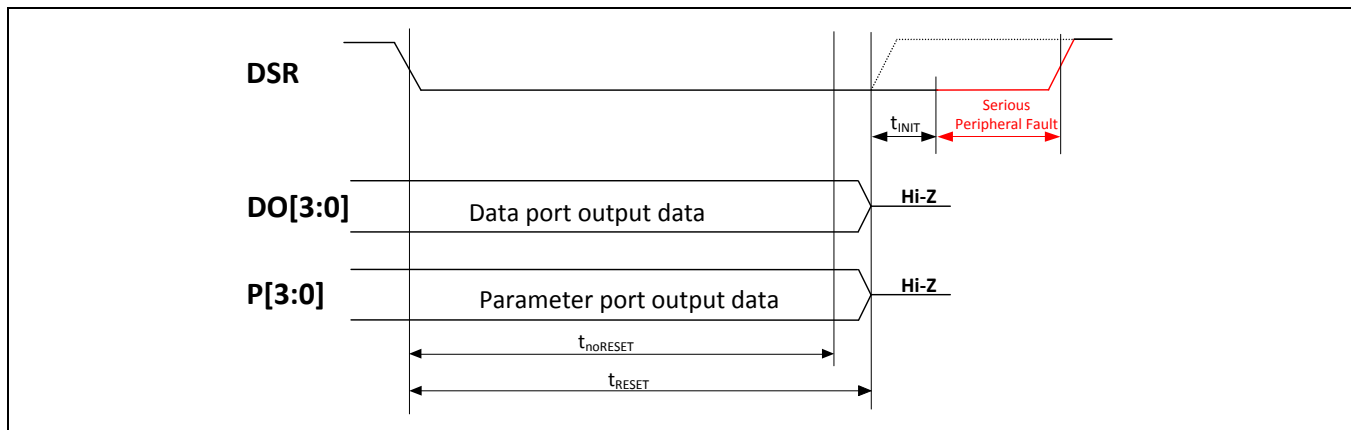 DSR
Serious
Peripheral Fault
tINIT
DO[3:0]
Data port output data
Hi-Z
P[3:0]
Parameter port output data
Hi-Z
tnoRESET
tRESET